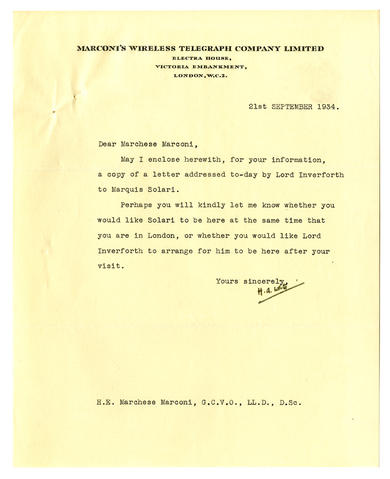 MARCONI'S WIRELESS TELEGRAPH COMPANY LIMITED
ELECTRA HOUSE,
VICTORIA EMBANKMENT,
LONDON, W.C.2.
21st SEPTEMBER 1934.
Dear Marchese Marconi,
May I enclose herewith, for your information,
a copy of a letter addressed to-day by Lord Inverforth
to Marquis Solari.
Perhaps you will kindly let me know whether you
would like Solari to be here at the same time that
you are in London, or whether you would like Lord
Inverforth to arrange for him to be here after your
visit.
Yours sincerely,
H.A.
H.E. Marchese Marconi, G.C.V.O., LL.D., D.Sc.